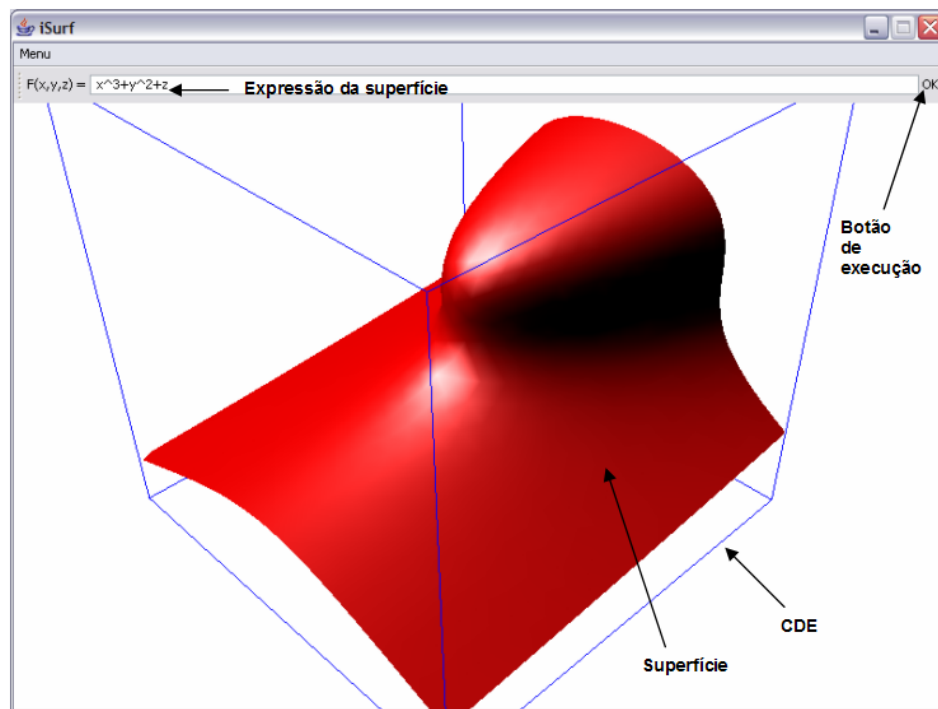 iSurf
Menu
F(x,y,z) = x^3+y^2+z
Expressão da superfície
OK
Botão
de
execução
CDE
Superfície